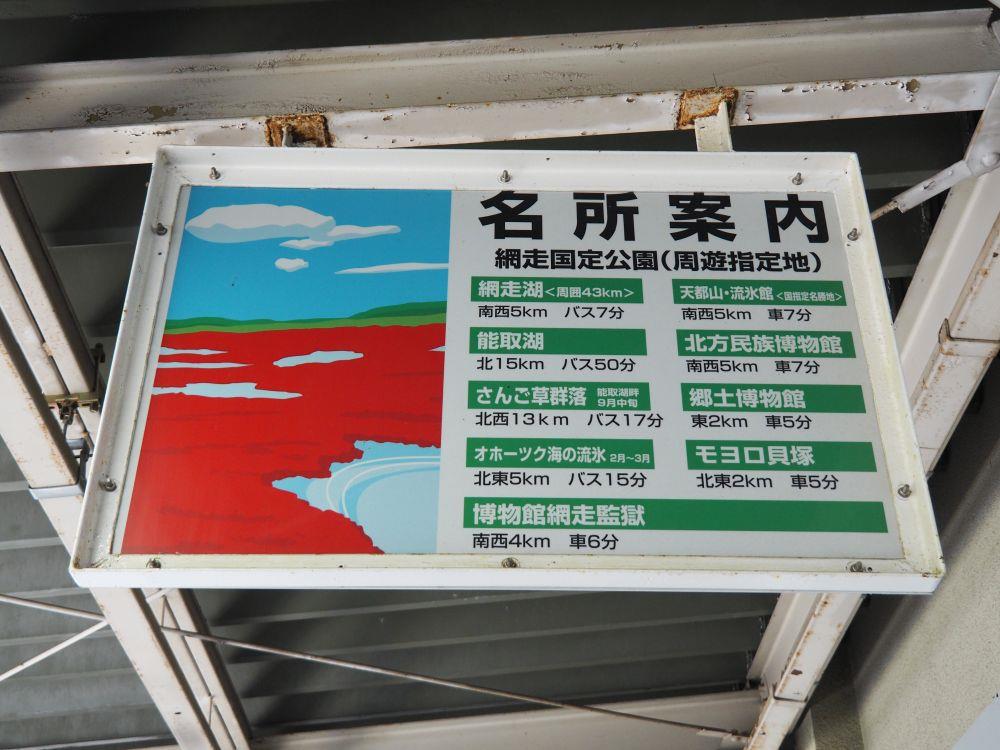 名所案内
網走国定公園(周遊指定地)
網走湖<周囲43km>
南西5km バス7分
能取湖
北15km バス50分
さんご草群落 能取湖畔 9月中旬
北西13km バス17分
オホーツク海の流氷 2月~3月
北東5km バス15分
天都山・流氷館<国指定名勝地>
南西5km 車7分
北方民族博物館
南西5km 車7分
郷土博物館
東2km 車5分
モヨロ貝塚
北東2km 車5分
博物館網走監獄
南西4km 車6分